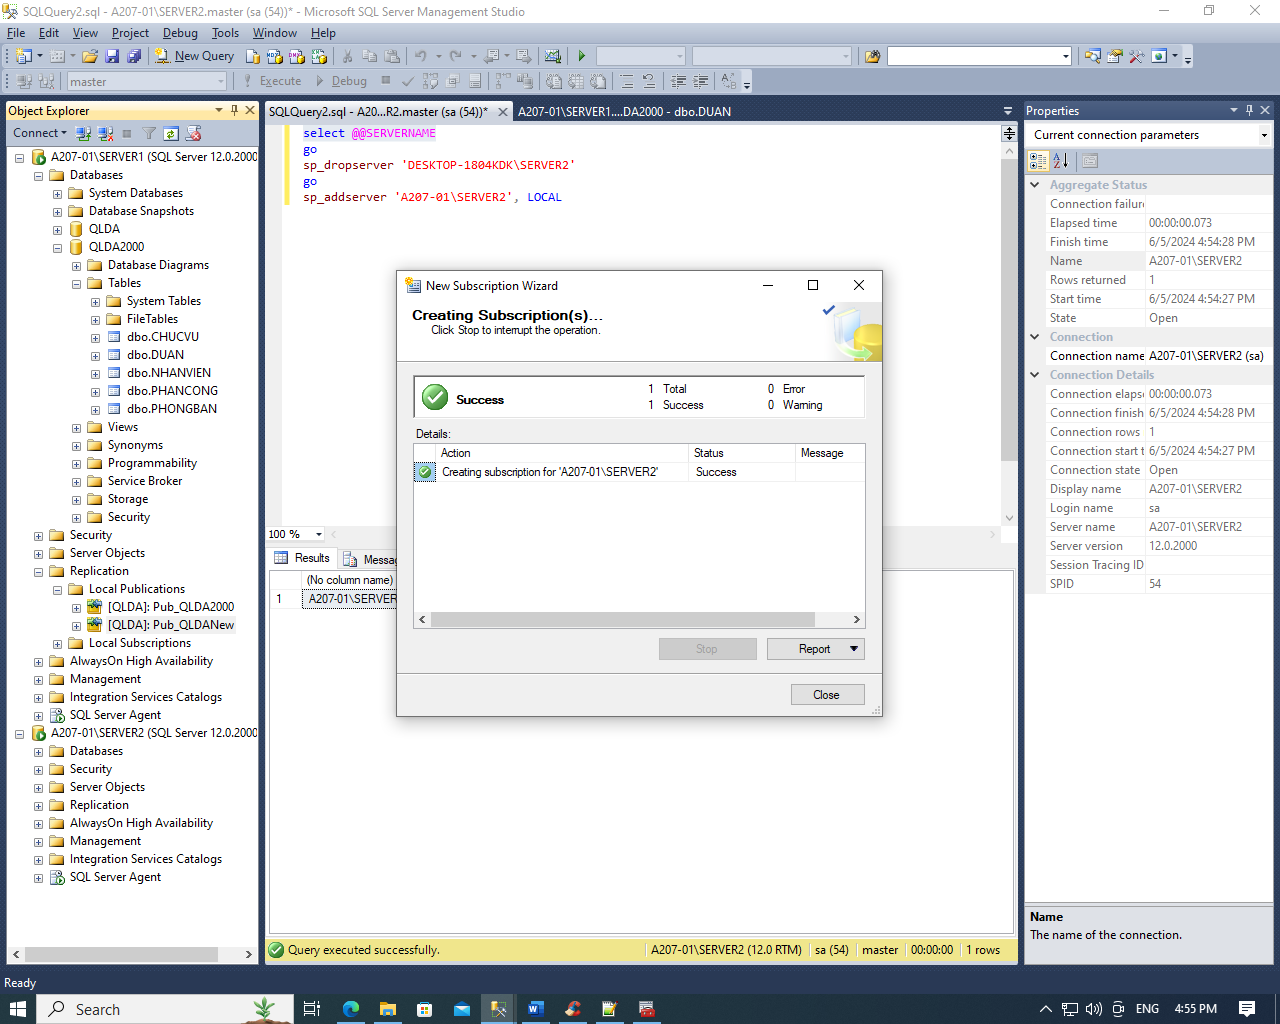 SQLQuery2.sql - A207-01\SERVER2.master (sa (54))* - Microsoft SQL Server Management Studio
File Edit View Project Debug Tools Window Help
New Query
master
Execute
Debug
Object Explorer
Connect
A207-01\SERVER1 (SQL Server 12.0.2000
Databases
System Databases
Database Snapshots
QLDA
QLDA2000
Database Diagrams
Tables
System Tables
FileTables
dbo.CHUCVU
dbo.DUAN
dbo.NHANVIEN
dbo.PHANCONG
dbo.PHONGBAN
Views
Synonyms
Programmability
Service Broker
Storage
Security
Security
Server Objects
Replication
Local Publications
[QLDA]: Pub_QLDA2000
[QLDA]: Pub_QLDANew
Local Subscriptions
AlwaysOn High Availability
Management
Integration Services Catalogs
SQL Server Agent
A207-01\SERVER2 (SQL Server 12.0.2000
Databases
Security
Server Objects
Replication
AlwaysOn High Availability
Management
Integration Services Catalogs
SQL Server Agent
SQLQuery2.sql - A20...R2.master (sa (54))*
A207-01\SERVER1....DA2000 - dbo.DUAN
select @@SERVERNAME
go
sp_dropserver 'DESKTOP-1804KDK\SERVER2'
go
sp_addserver 'A207-01\SERVER2', LOCAL
100 %
Results
Messag
(No column name)
1 A207-01\SERVER
New Subscription Wizard
Creating Subscription(s)...
Click Stop to interrupt the operation.
Success
1 Total 0 Error
1 Success 0 Warning
Details:
Action Status Message
Creating subscription for 'A207-01\SERVER2' Success
Stop
Report
Close
Query executed successfully.
A207-01\SERVER2 (12.0 RTM) sa (54) master 00:00:00 1 rows
Properties
Current connection parameters
Aggregate Status
Connection failure
Elapsed time 00:00:00.073
Finish time 6/5/2024 4:54:28 PM
Name A207-01\SERVER2
Rows returned 1
Start time 6/5/2024 4:54:27 PM
State Open
Connection
Connection name A207-01\SERVER2 (sa)
Connection Details
Connection elaps 00:00:00.073
Connection finish 6/5/2024 4:54:28 PM
Connection rows 1
Connection start t 6/5/2024 4:54:27 PM
Connection state Open
Display name A207-01\SERVER2
Login name sa
Server name A207-01\SERVER2
Server version 12.0.2000
Session Tracing ID
SPID 54
Name
The name of the connection.
Ready
Search
ENG
4:55 PM